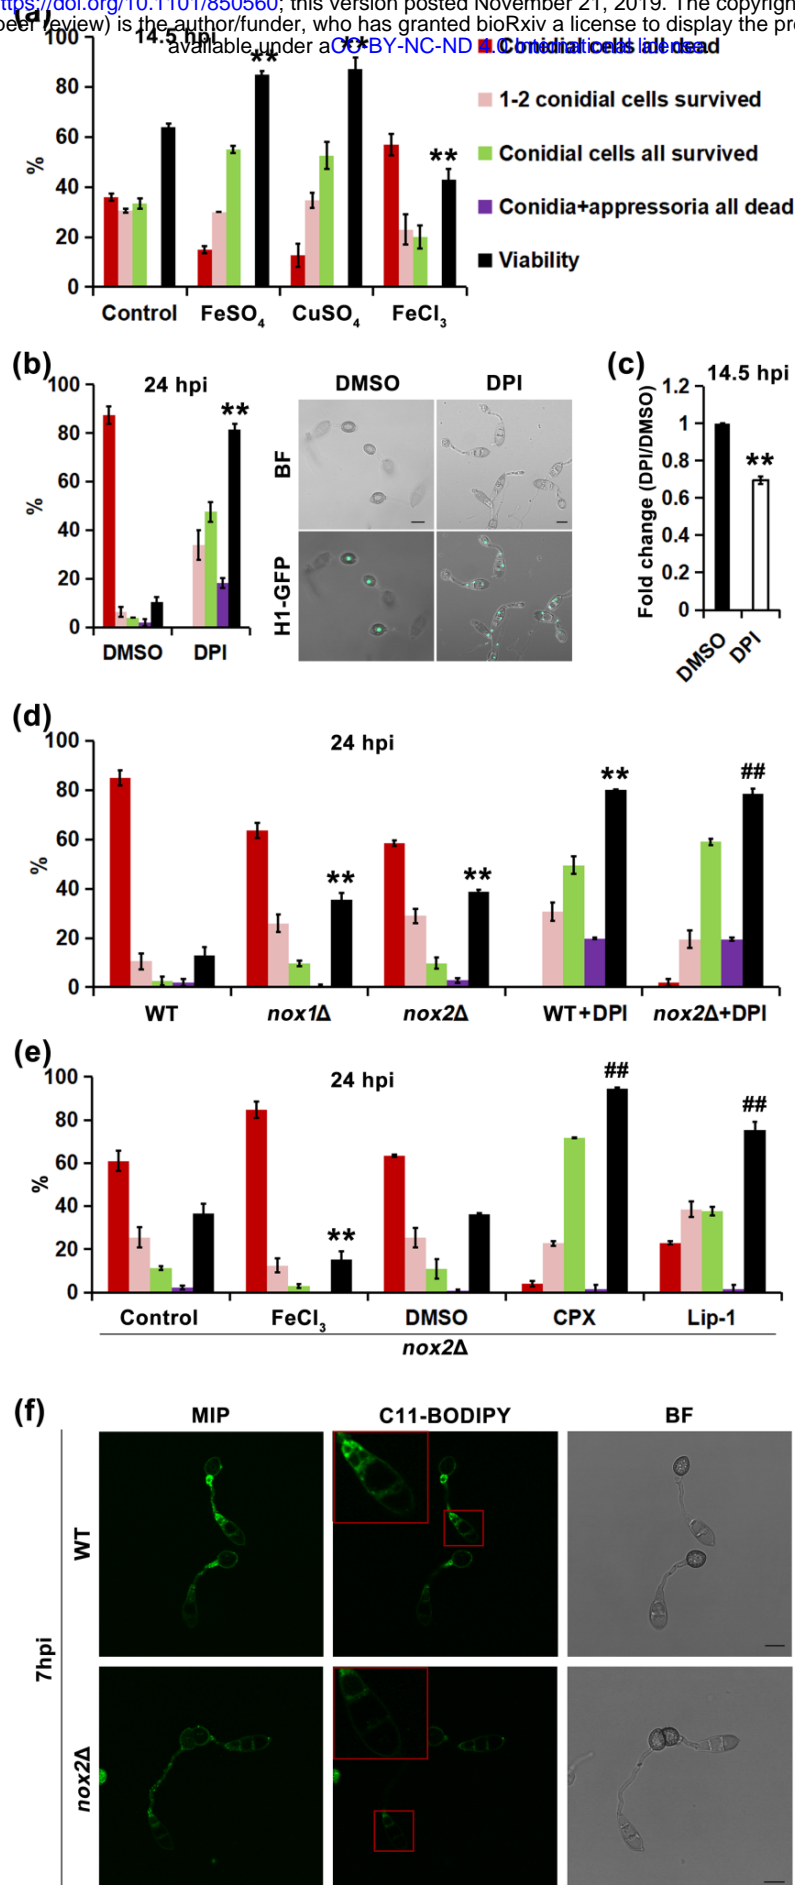 https://doi.org/10.1101/850560; this version posted November 21, 2019. The copyright
peer review) is the author/funder, who has granted bioRxiv a license to display the pre
available under aCC-BY-NC-ND 4.0 International license.
(a)
14.5 hpi
100
80
60
40
20
0
%
** ** **
Control FeSO4 CuSO4 FeCl3
Conidial cells all dead
1-2 conidial cells survived
Conidial cells all survived
Conidia+appressoria all dead
Viability
(b)
24 hpi
100
80
60
40
20
0
%
**
DMSO DPI
DMSO DPI
BF
H1-GFP
(c)
14.5 hpi
Fold change (DPI/DMSO)
1.2
1
0.8
0.6
0.4
0.2
0
**
DMSO DPI
(d)
24 hpi
100
80
60
40
20
0
%
** ** ** ##
WT nox1Δ nox2Δ WT+DPI nox2Δ+DPI
(e)
24 hpi
100
80
60
40
20
0
%
** ## ##
Control FeCl3 DMSO CPX Lip-1
nox2Δ
(f)
MIP C11-BODIPY BF
7hpi
WT
nox2Δ